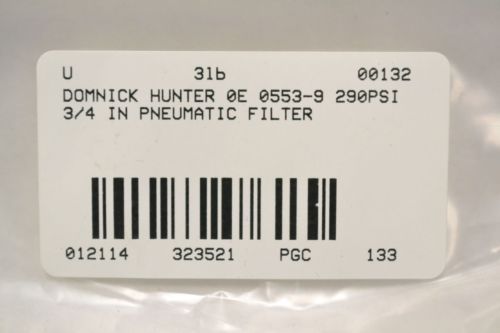 U 31b 00132
DOMNICK HUNTER 0E 0553-9 290PSI
3/4 IN PNEUMATIC FILTER
012114 323521 PGC 133